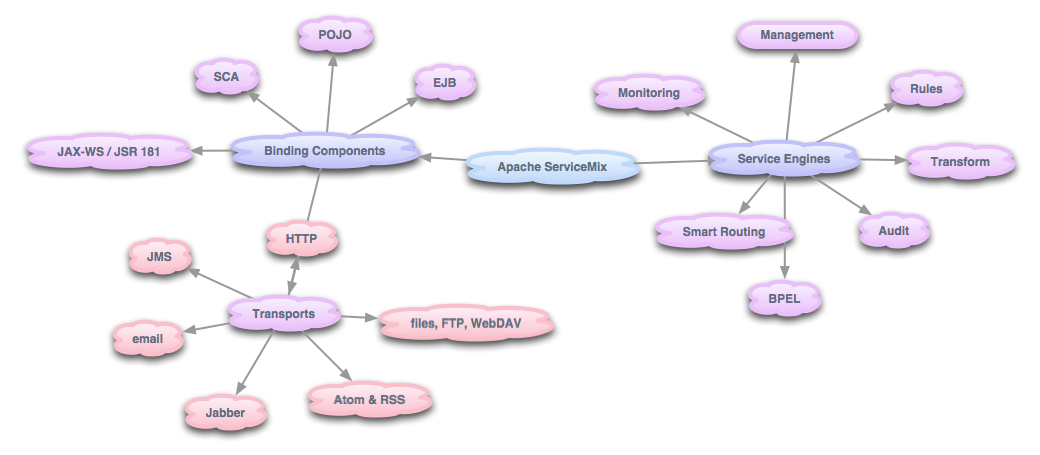 POJO
Management
SCA
EJB
Monitoring
Rules
JAX-WS / JSR 181
Binding Components
Apache ServiceMix
Service Engines
Transform
HTTP
Smart Routing
Audit
JMS
BPEL
Transports
files, FTP, WebDAV
email
Jabber
Atom & RSS